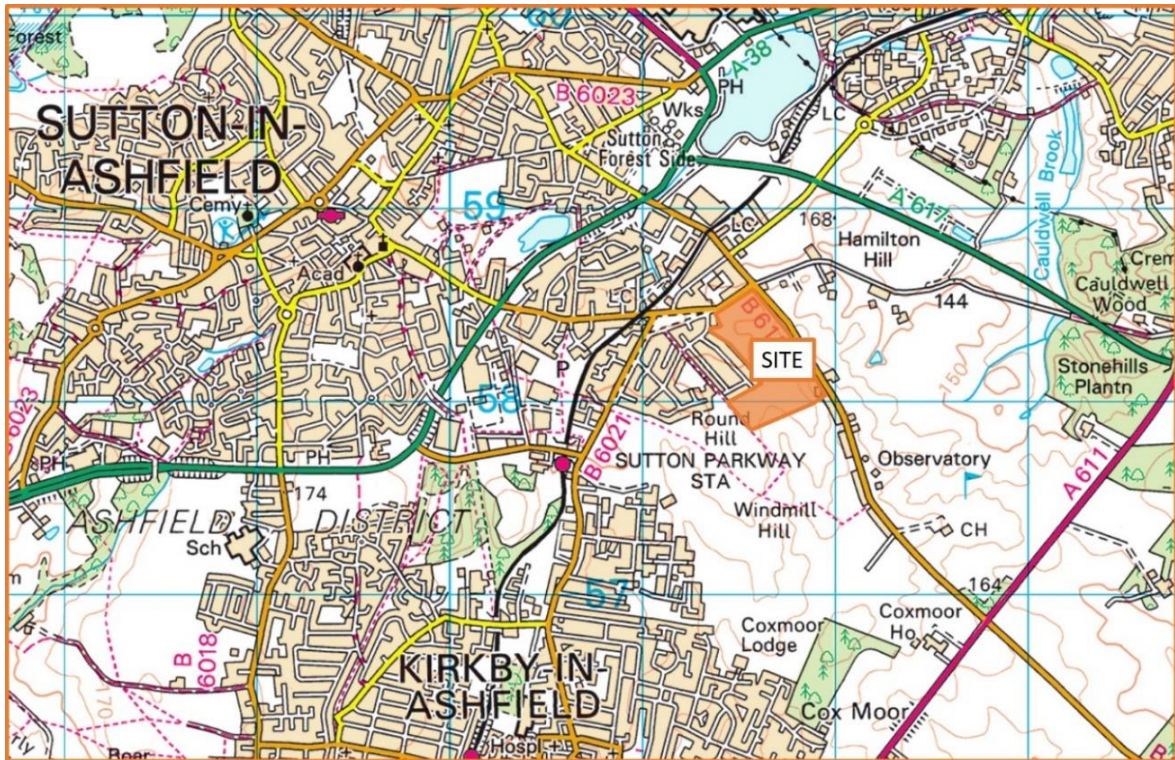 Forest
SUTTON-IN-
ASHFIELD
Cemy
Acad
B 6023
A-38
PH
Wks
Sutton
Forest Side
LC
59
LC
168
A 617
Hamilton
Hill
Cauldwell Brook
144
Crem
Cauldwell
Wood
Stonehills
Plantn
150
LC
P
58
SITE
Round
Hill
B 6021
SUTTON PARKWAY
STA
Observatory
Windmill
Hill
CH
A 6111
164
B 6023
PH
PH
174
ASHFIELD DISTRICT
Sch
57
Coxmoor
Lodge
Coxmoor
Ho
Cox Moor
B 6018
170
KIRKBY IN
ASHFIELD
Hospl